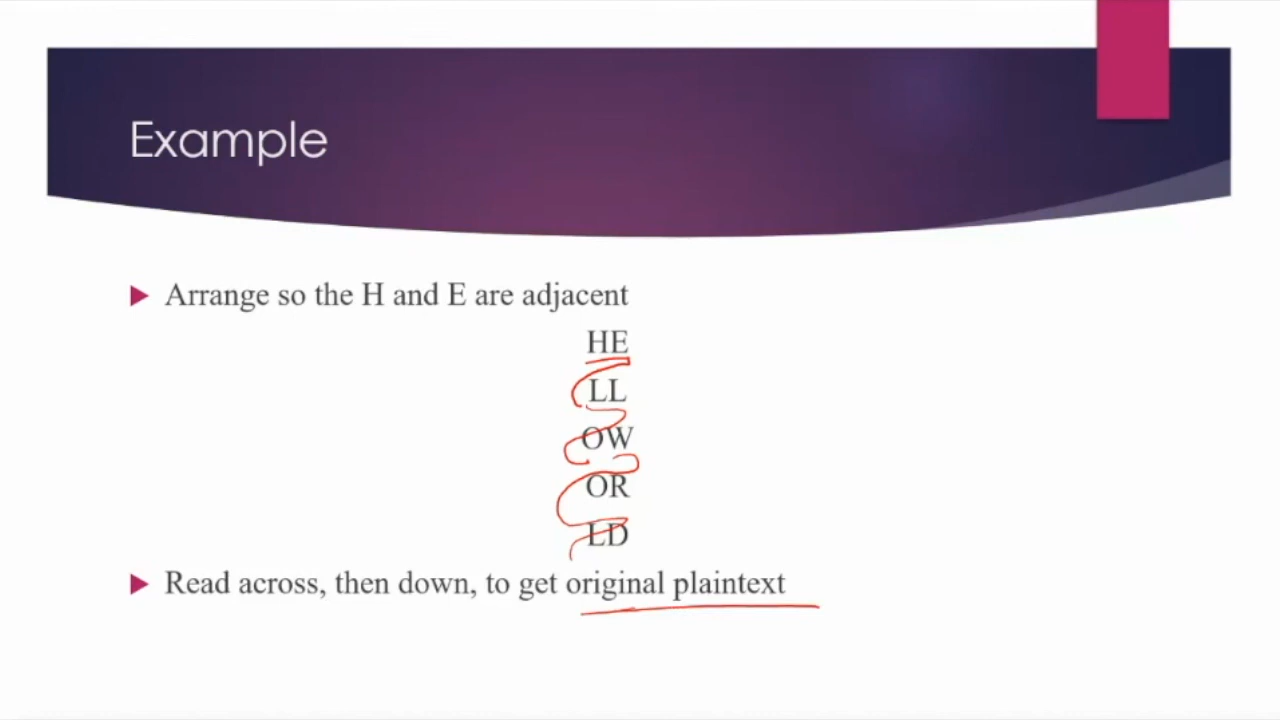 Example
Arrange so the H and E are adjacent
HE
LL
OW
OR
LD
Read across, then down, to get original plaintext